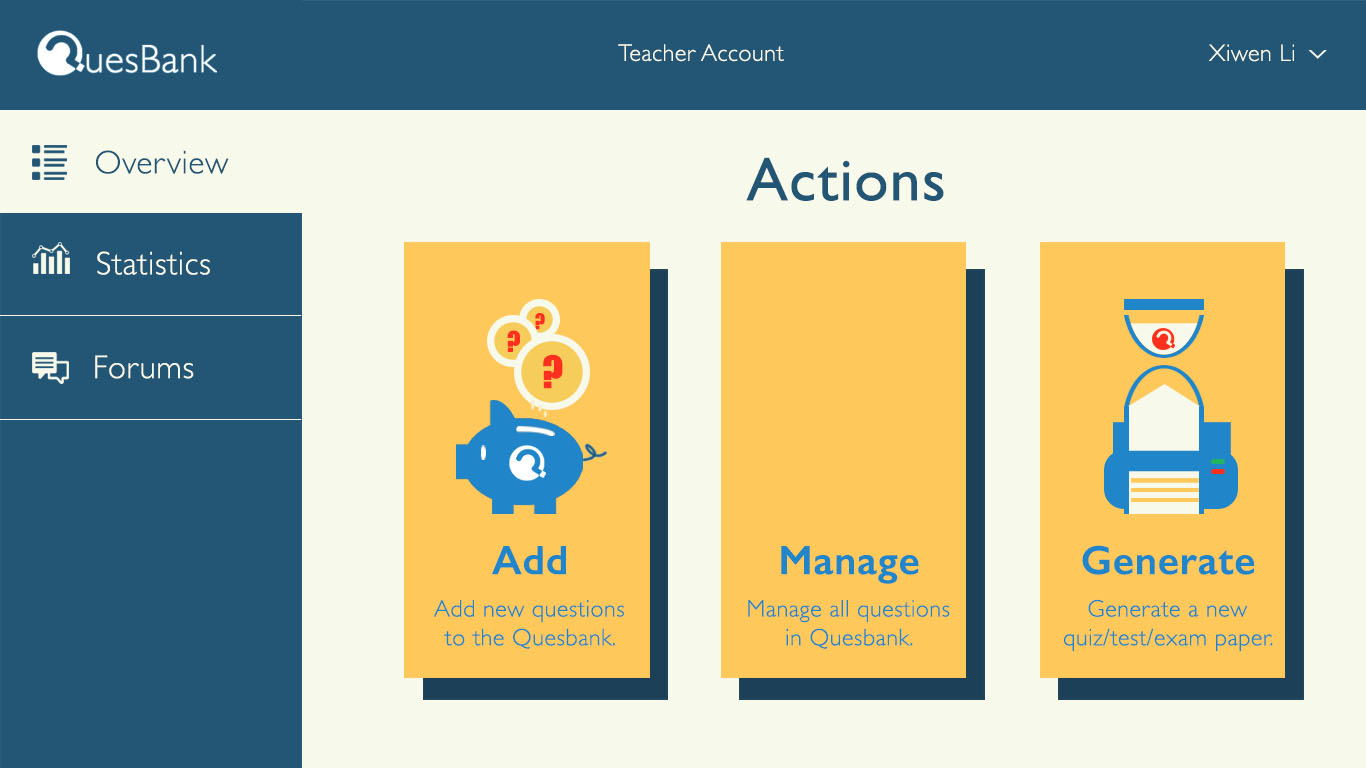 QuesBank
Teacher Account
Xiwen Li
Overview
Statistics
Forums
Actions
? ? ?
Add
Add new questions
to the Quesbank.
Manage
Manage all questions
in Quesbank.
Generate
Generate a new
quiz/test/exam paper.